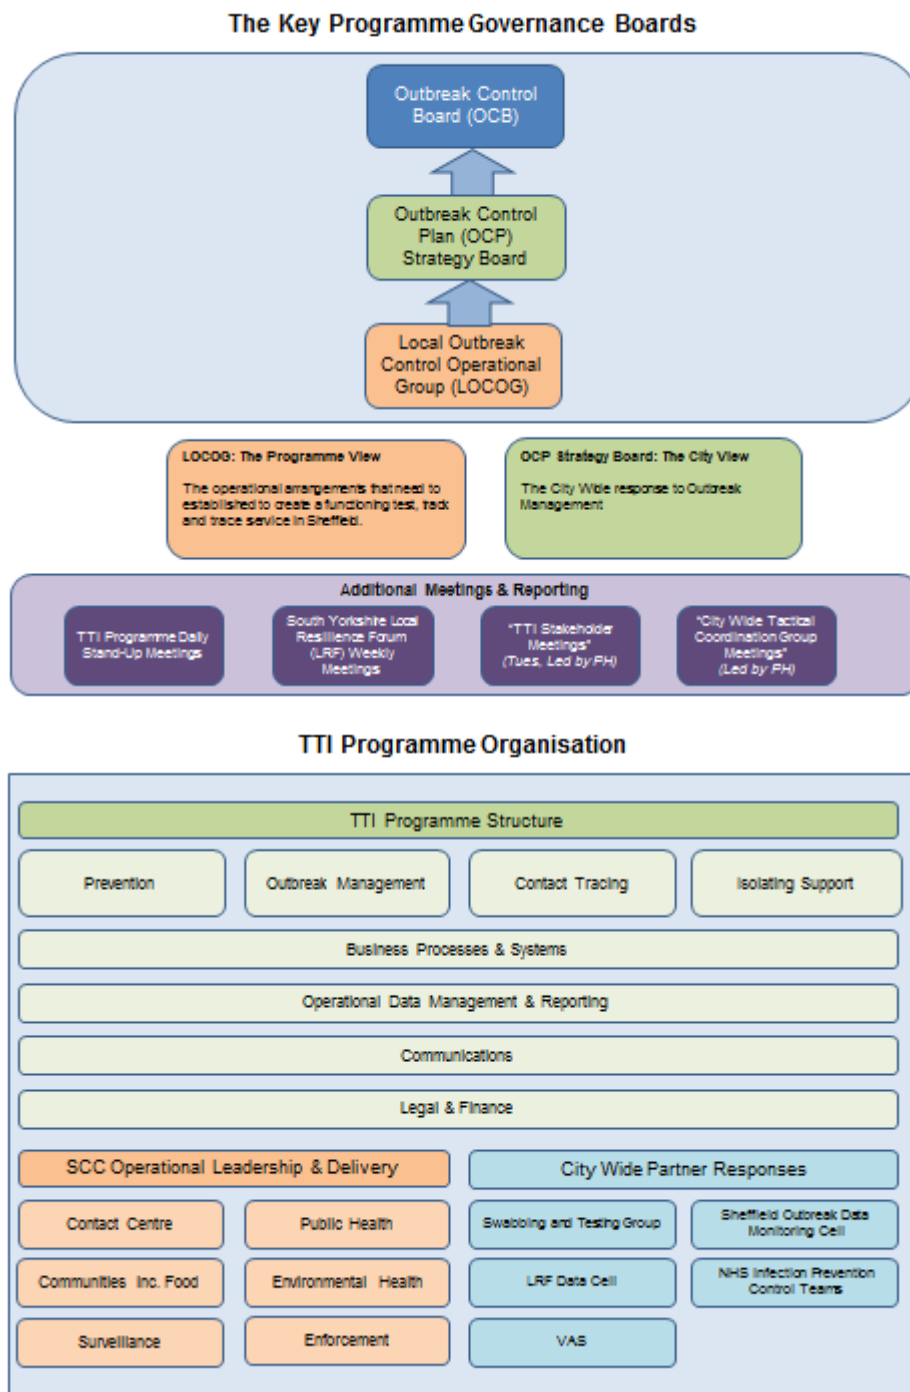 The Key Programme Governance Boards
Outbreak Control
Board (OCB)
Outbreak Control
Plan (OCP)
Strategy Board
Local Outbreak
Control Operational
Group (LOCOG)
LOCOG: The Programme View
The operational arrangements that need to
established to create a functioning test, track
and trace service in Sheffield.
OCP Strategy Board: The City View
The City Wide response to Outbreak
Management
Additional Meetings & Reporting
TTI Programme Daily
Stand-Up Meetings
South Yorkshire Local
Resilience Forum
(LRF) Weekly
Meetings
"TTI Stakeholder
Meetings"
(Tues, Led by PH)
"City Wide Tactical
Coordination Group
Meetings"
(Led by PH)
TTI Programme Organisation
TTI Programme Structure
Prevention
Outbreak Management
Contact Tracing
Isolating Support
Business Processes & Systems
Operational Data Management & Reporting
Communications
Legal & Finance
SCC Operational Leadership & Delivery
City Wide Partner Responses
Contact Centre
Public Health
Swabbing and Testing Group
Sheffield Outbreak Data
Monitoring Cell
Communities Inc. Food
Environmental Health
LRF Data Cell
NHS Infection Prevention
Control Teams
Surveillance
Enforcement
VAS